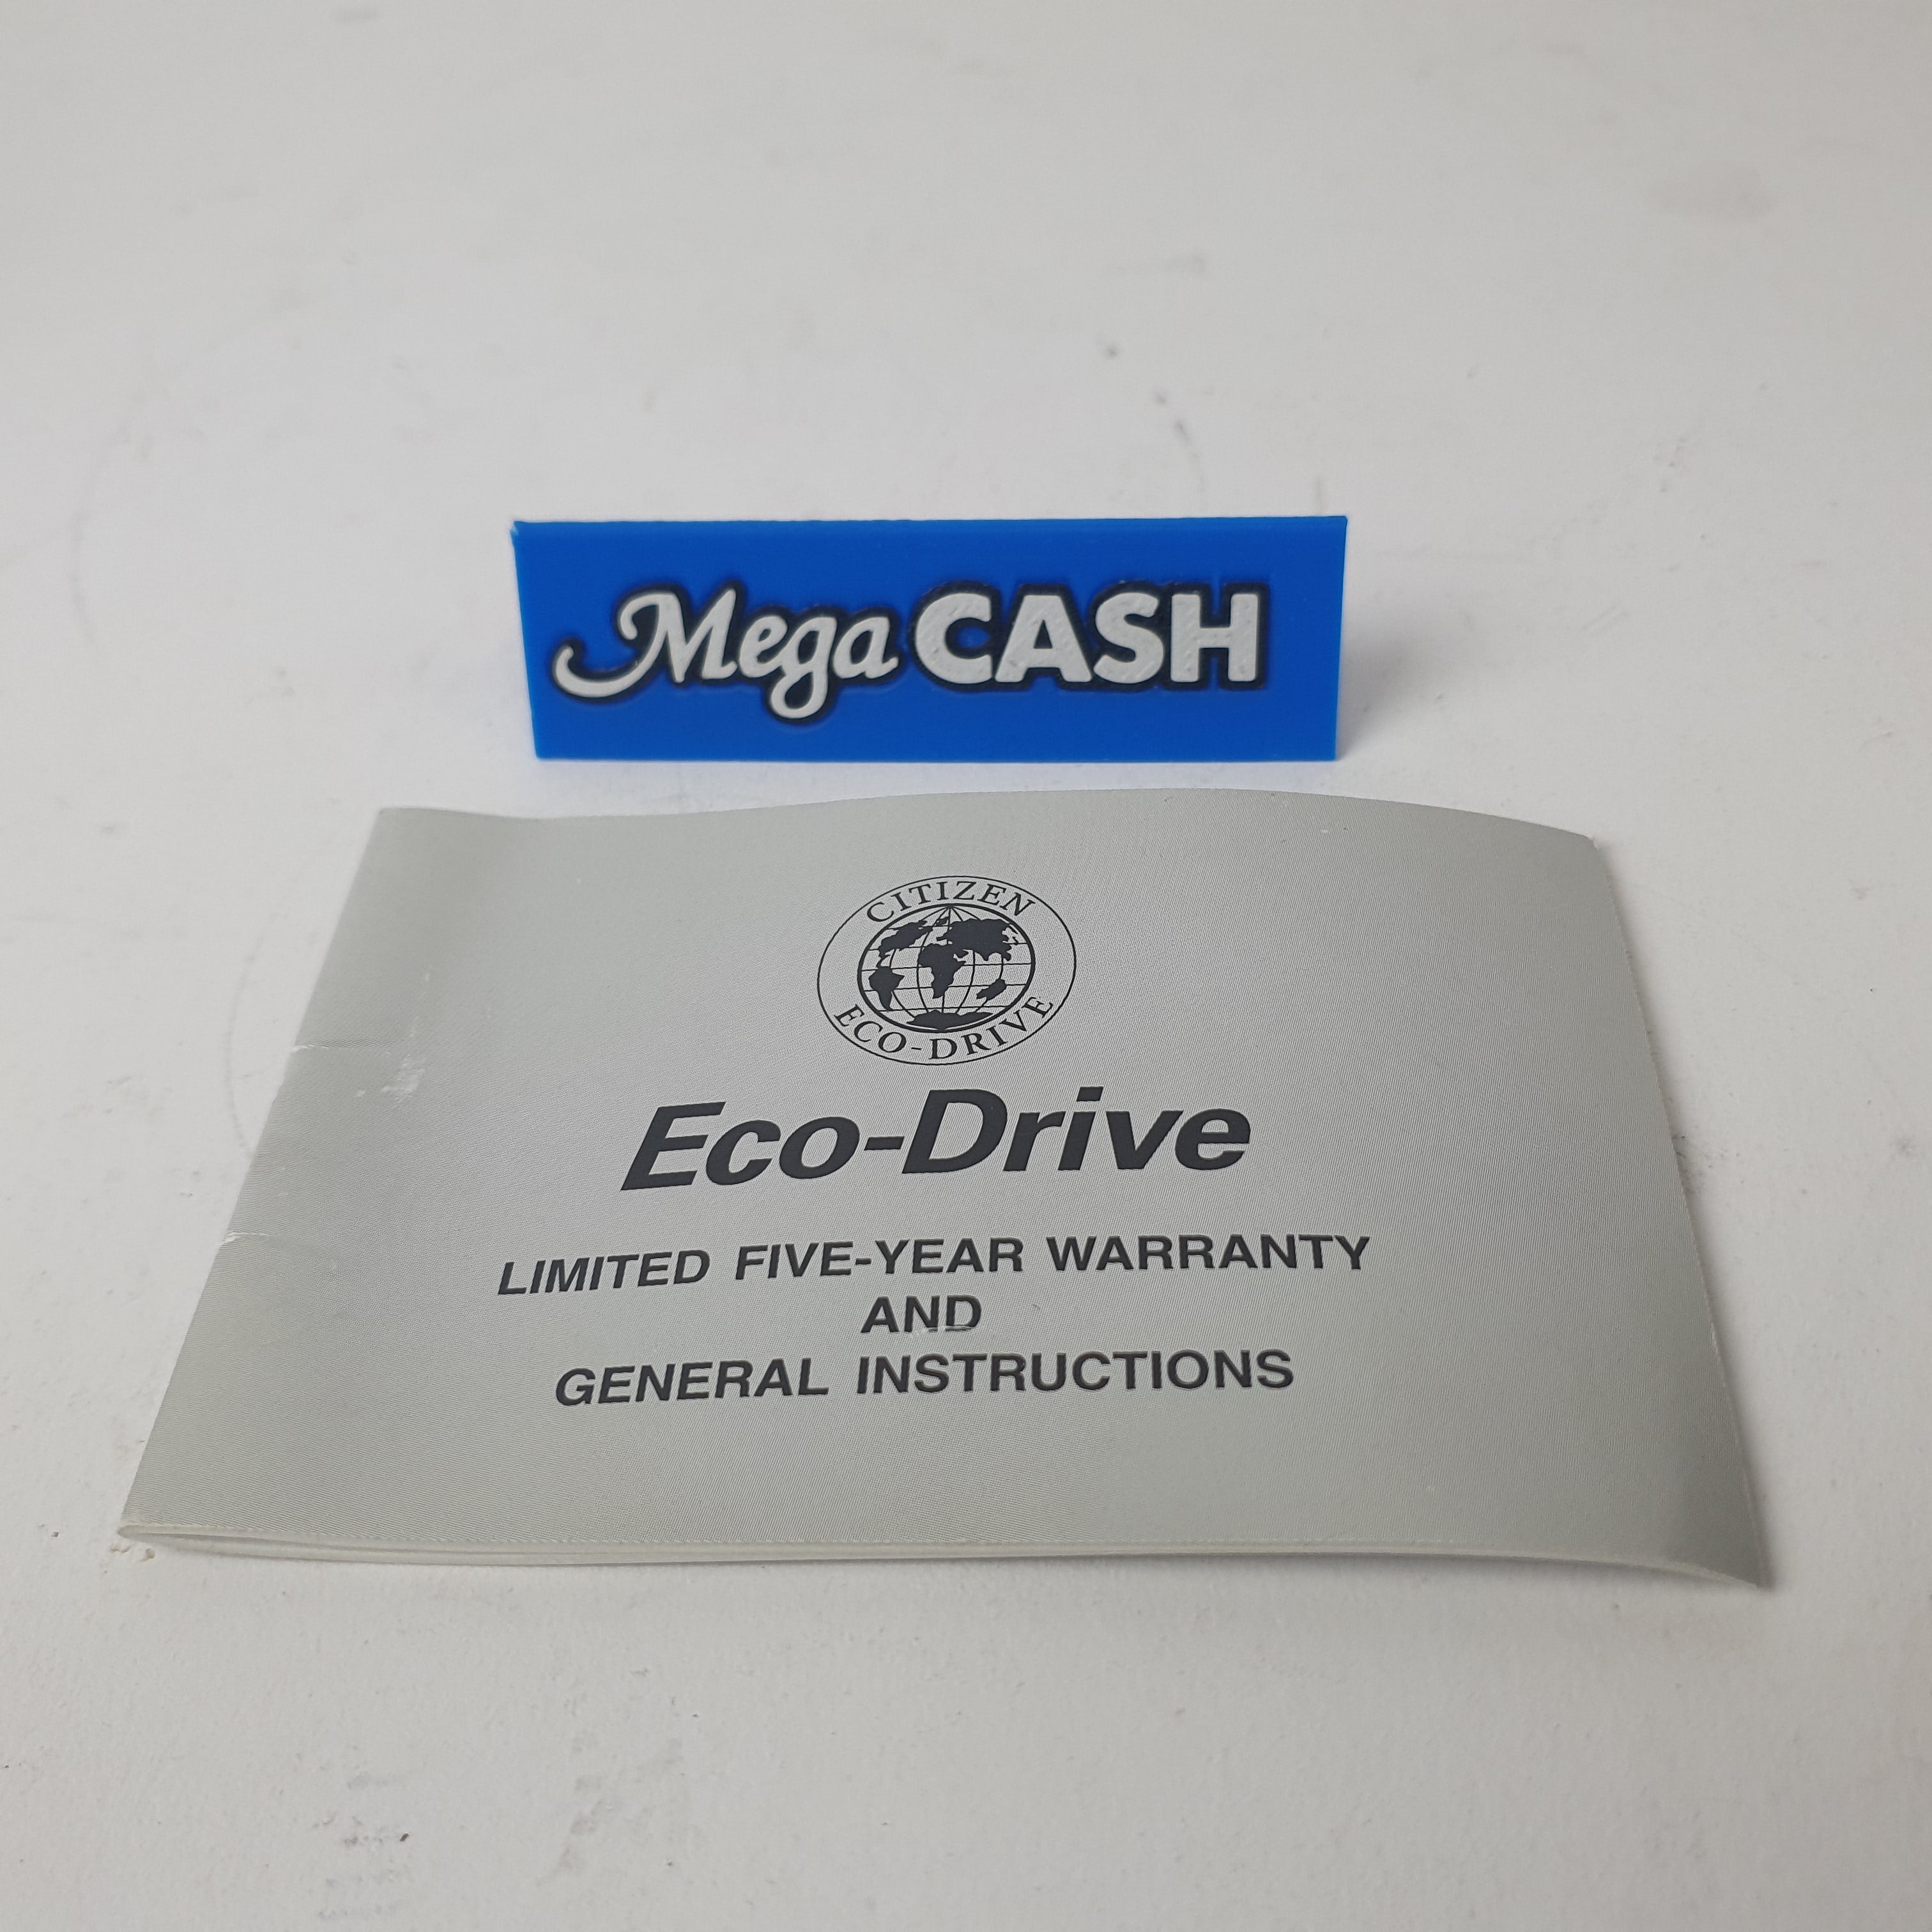 Mega CASH
CITIZEN
ECO-DRIVE
Eco-Drive
LIMITED FIVE-YEAR WARRANTY
AND
GENERAL INSTRUCTIONS